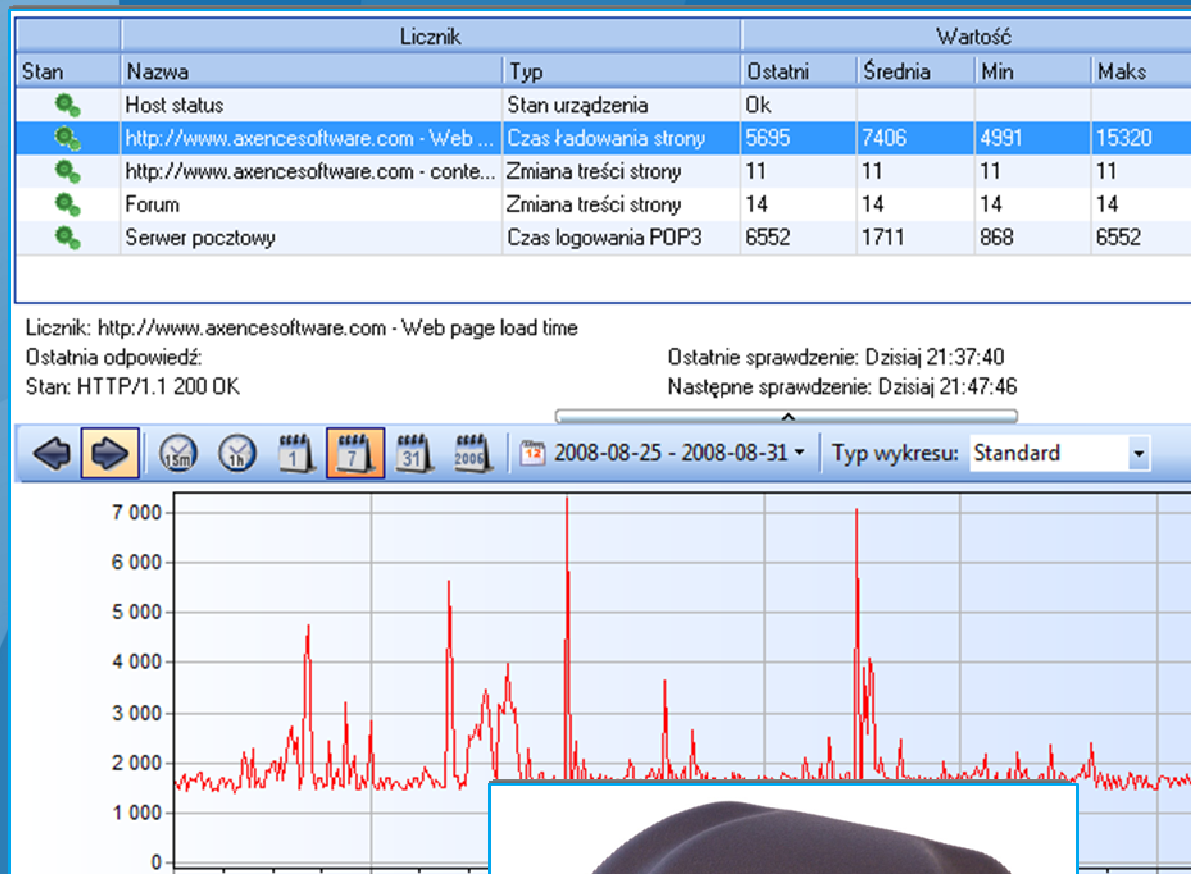 Licznik Wartość
Stan Nazwa Typ Ostatni Średnia Min Maks
Host status Stan urządzenia Ok
http://www.axencesoftware.com - Web ... Czas ładowania strony 5695 7406 4991 15320
http://www.axencesoftware.com - conte... Zmiana treści strony 11 11 11 11
Forum Zmiana treści strony 14 14 14 14
Serwer pocztowy Czas logowania POP3 6552 1711 868 6552
Licznik: http://www.axencesoftware.com - Web page load time
Ostatnia odpowiedź: Ostatnie sprawdzenie: Dzisiaj 21:37:40
Stan: HTTP/1.1 200 OK Następne sprawdzenie: Dzisiaj 21:47:46
15m 1h 1 7 31 2006 12 2008-08-25 - 2008-08-31 Typ wykresu: Standard
7 000
6 000
5 000
4 000
3 000
2 000
1 000
0